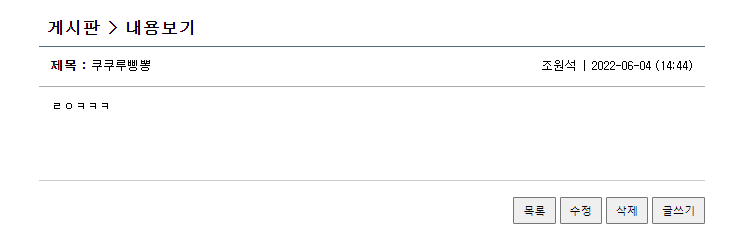 게시판 > 내용보기
제목 : 쿠쿠루삥뽕 조원석 | 2022-06-04 (14:44)
ㄹㅇㅋㅋㅋ
목록 수정 삭제 글쓰기